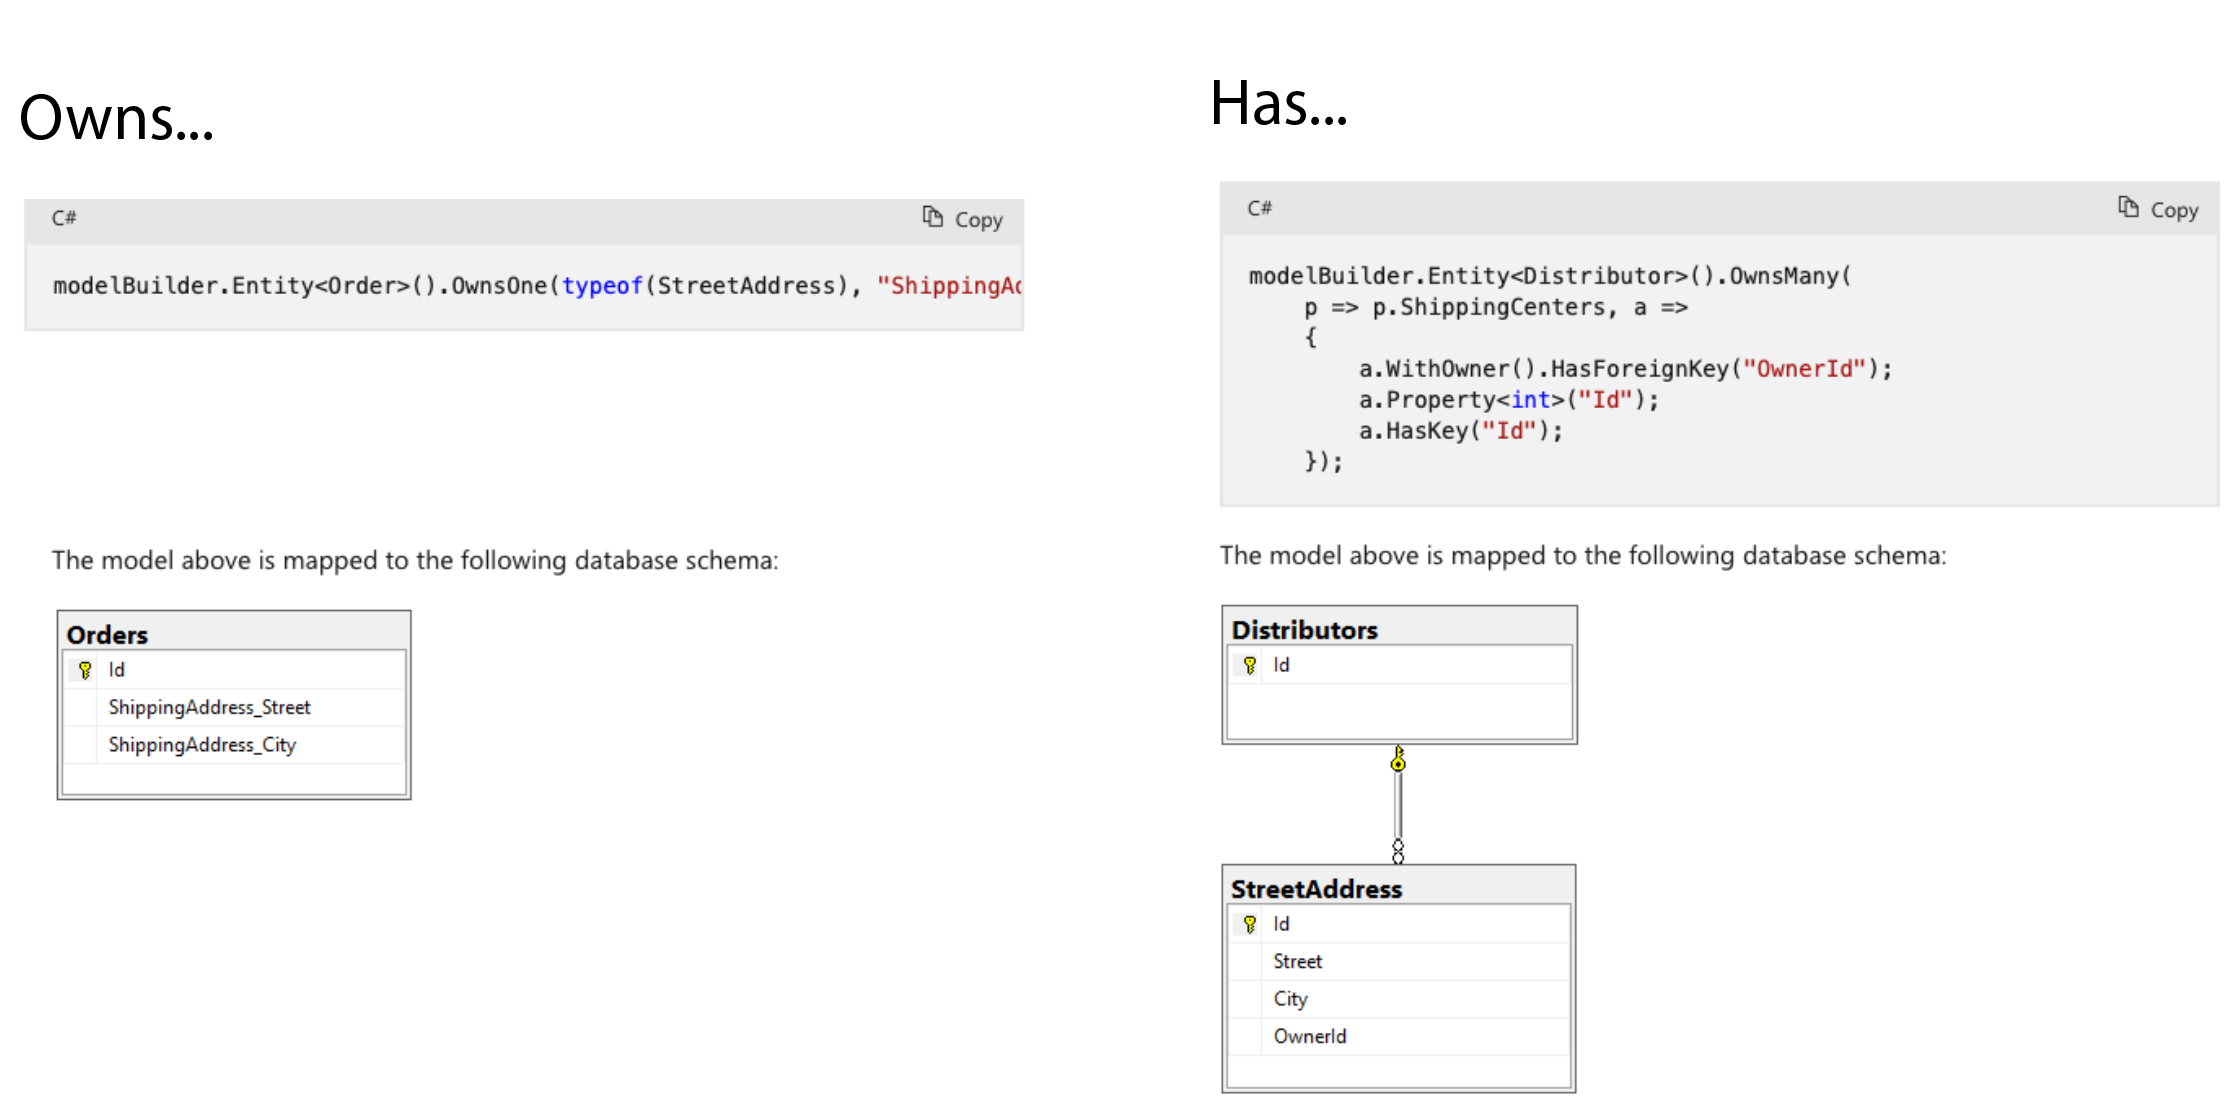 Owns...
C#
Copy
modelBuilder.Entity<Order>().OwnsOne(typeof(StreetAddress), "ShippingAd
The model above is mapped to the following database schema:
Orders
Id
ShippingAddress_Street
ShippingAddress_City
Has...
C#
Copy
modelBuilder.Entity<Distributor>().OwnsMany(
    p => p.ShippingCenters, a =>
    {
        a.WithOwner().HasForeignKey("OwnerId");
        a.Property<int>("Id");
        a.HasKey("Id");
    });
The model above is mapped to the following database schema:
Distributors
Id
StreetAddress
Id
Street
City
OwnerId